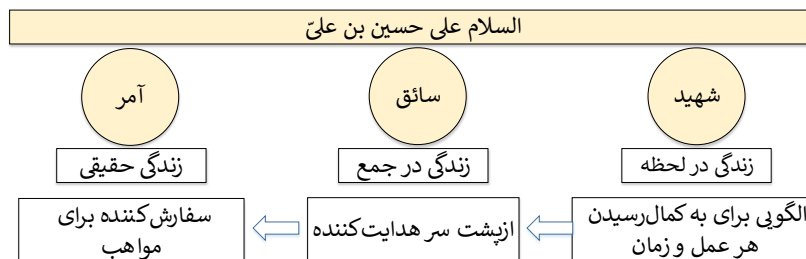 السلام علی حسین بن علیّ
شهید
سائق
آمر
زندگی در لحظه
زندگی در جمع
زندگی حقیقی
الگویی برای به کمال‌رسیدن
هر عمل و زمان
ازپشت سر هدایت‌کننده
سفارش‌کننده برای
مواهب